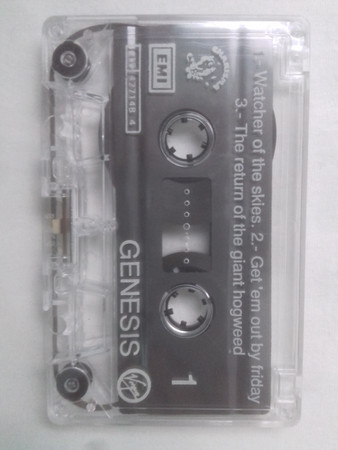 1.- Watcher of the skies. 2.- Get 'em out by friday
3.- The return of the giant hogweed
EMI
GENESIS
Virgin
1